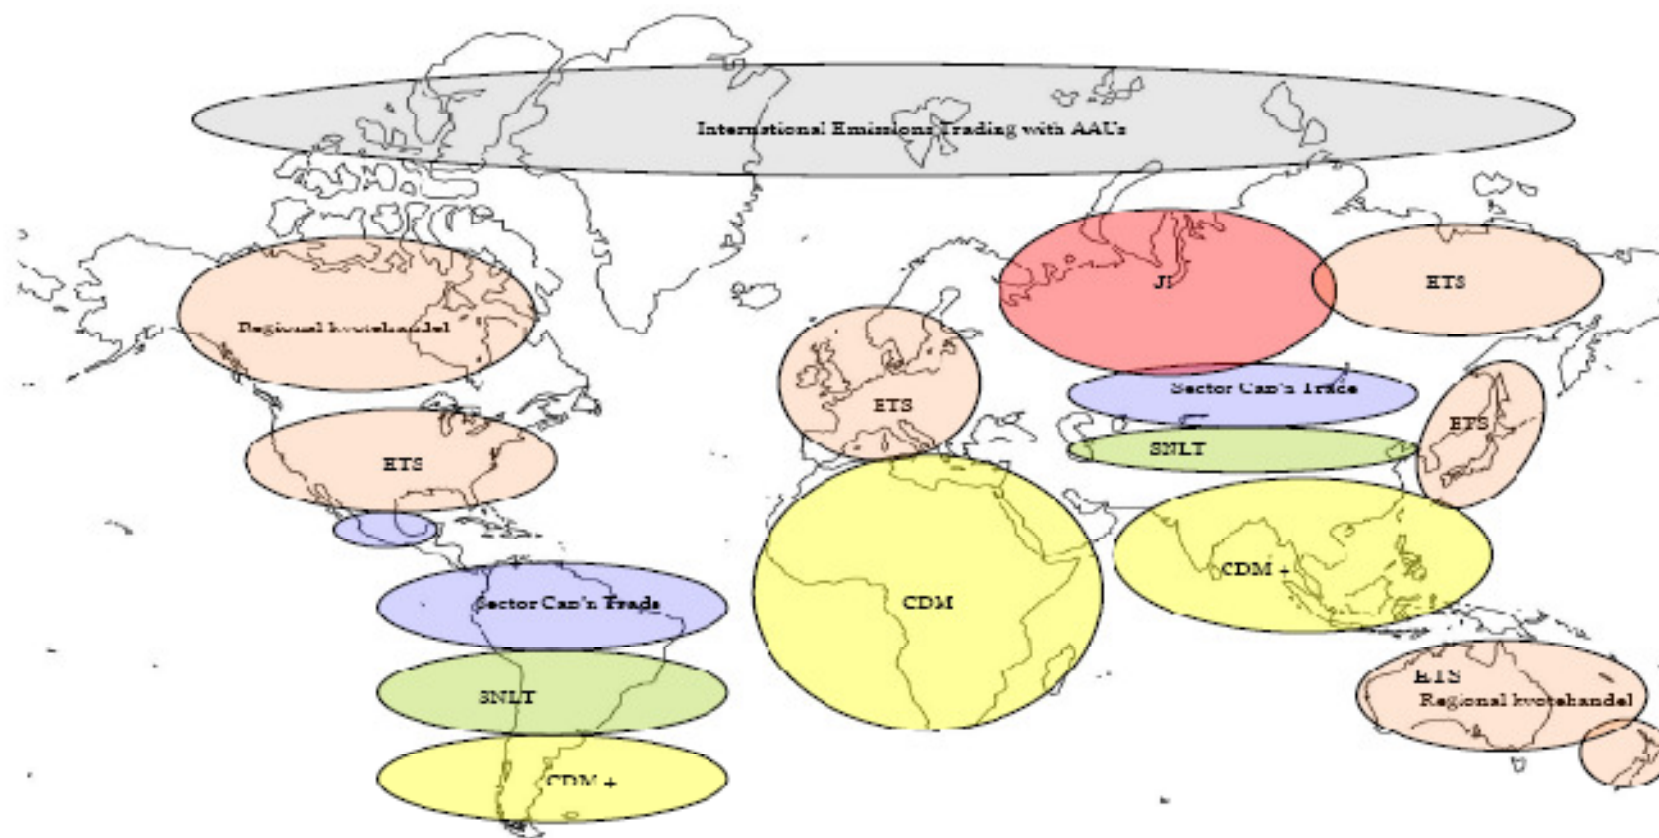 International Emissions Trading with AAUs
JI
ETS
Regional kvotehandel
Sector Cap'n Trade
ETS
ETS
SNLT
ETS
CDM +
Sector Cap'n Trade
CDM
ETS
Regional kvotehandel
SNLT
CDM +